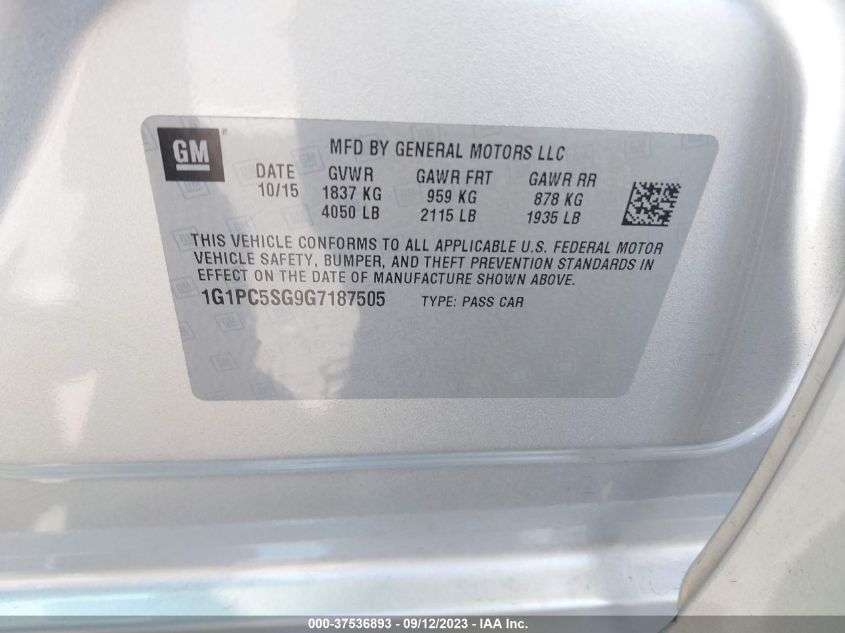 GM ®
MFD BY GENERAL MOTORS LLC
DATE GVWR GAWR FRT GAWR RR
10/15 1837 KG 959 KG 878 KG
4050 LB 2115 LB 1935 LB
THIS VEHICLE CONFORMS TO ALL APPLICABLE U.S. FEDERAL MOTOR
VEHICLE SAFETY, BUMPER, AND THEFT PREVENTION STANDARDS IN
EFFECT ON THE DATE OF MANUFACTURE SHOWN ABOVE.
1G1PC5SG9G7187505 TYPE: PASS CAR
000-37536893 - 09/12/2023 - IAA Inc.